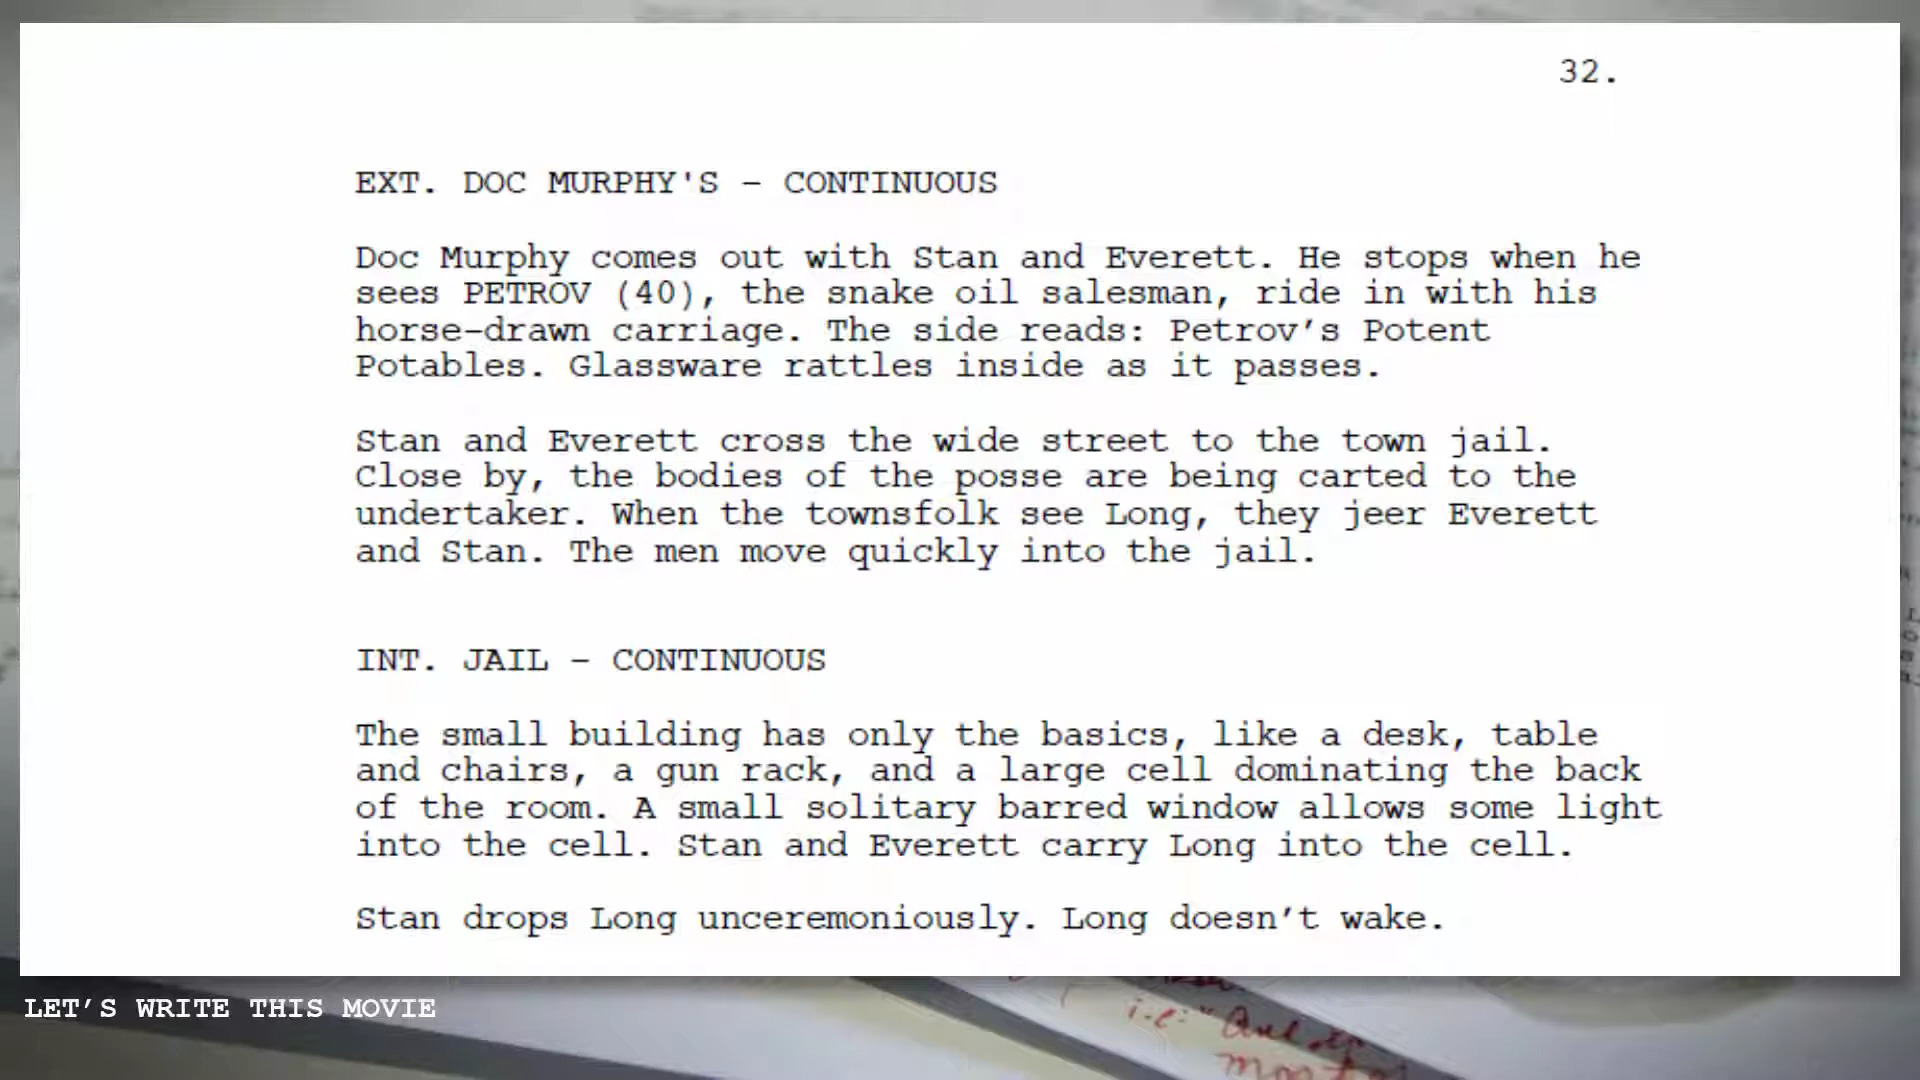 32.
EXT. DOC MURPHY'S – CONTINUOUS
Doc Murphy comes out with Stan and Everett. He stops when he
sees PETROV (40), the snake oil salesman, ride in with his
horse-drawn carriage. The side reads: Petrov’s Potent
Potables. Glassware rattles inside as it passes.
Stan and Everett cross the wide street to the town jail.
Close by, the bodies of the posse are being carted to the
undertaker. When the townsfolk see Long, they jeer Everett
and Stan. The men move quickly into the jail.
INT. JAIL – CONTINUOUS
The small building has only the basics, like a desk, table
and chairs, a gun rack, and a large cell dominating the back
of the room. A small solitary barred window allows some light
into the cell. Stan and Everett carry Long into the cell.
Stan drops Long unceremoniously. Long doesn’t wake.
LET’S WRITE THIS MOVIE
i.e. "